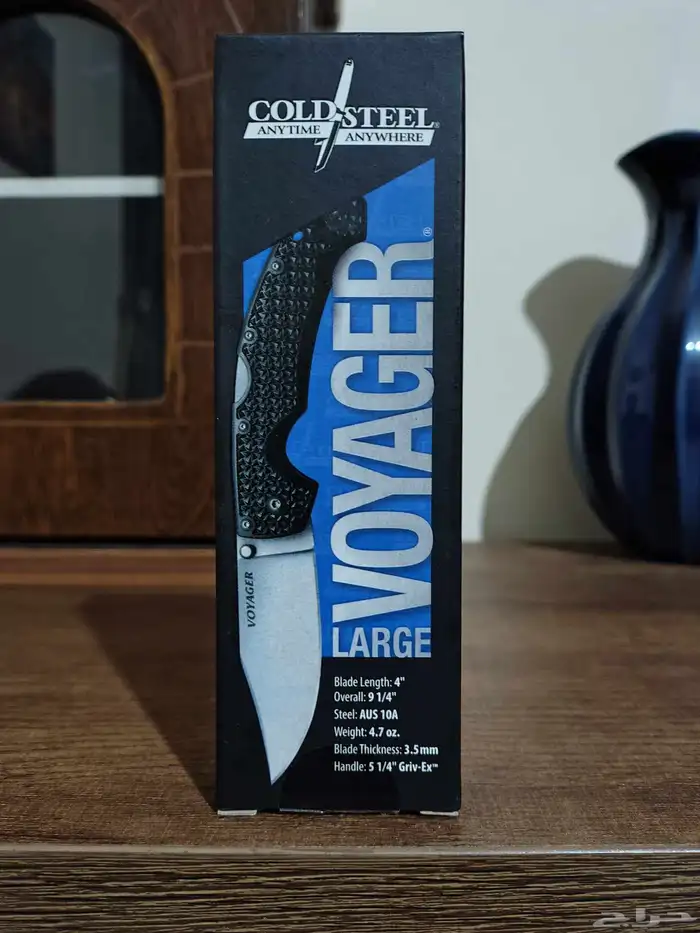 COLD STEEL®
ANYTIME ANYWHERE
VOYAGER®
LARGE
VOYAGER
Blade Length: 4"
Overall: 9 1/4"
Steel: AUS 10A
Weight: 4.7 oz.
Blade Thickness: 3.5mm
Handle: 5 1/4" Griv-Ex™
حراج